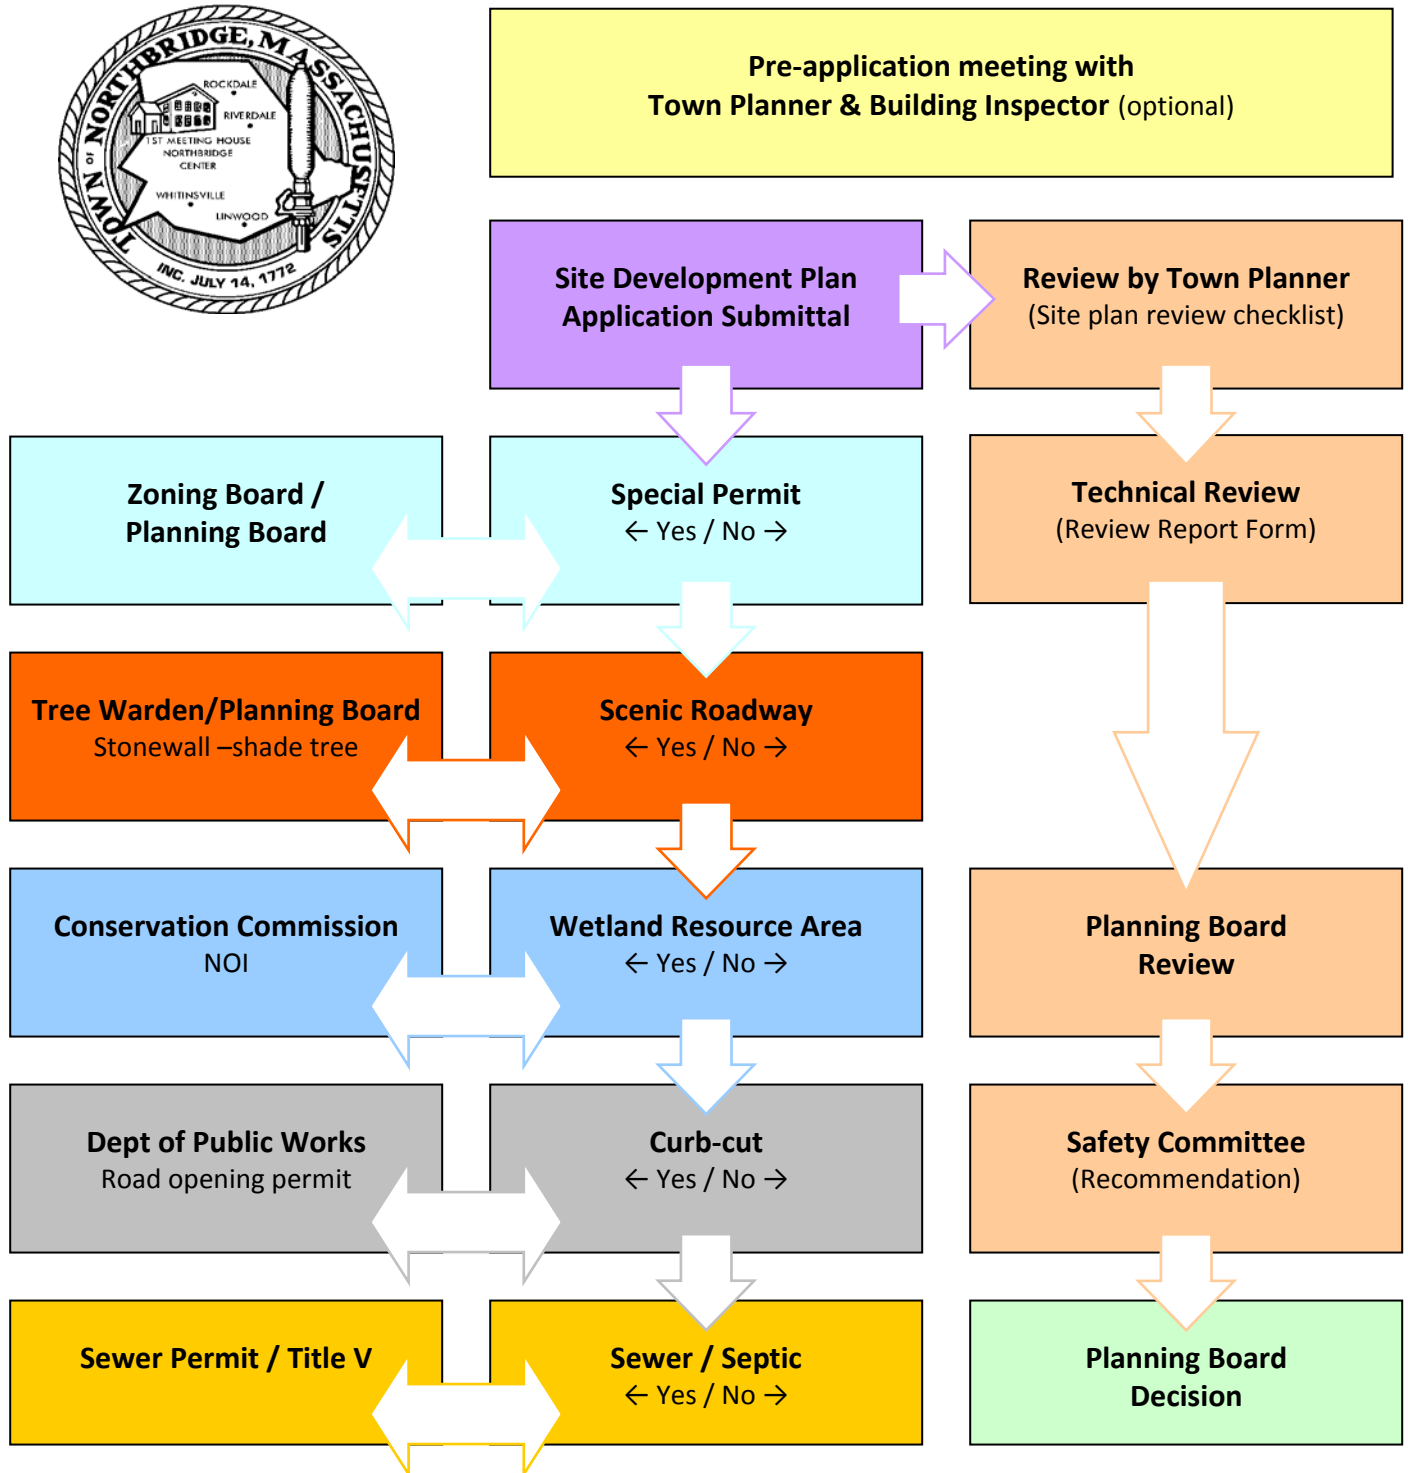 TOWN OF NORTHBRIDGE, MASSACHUSETTS
ROCKDALE
RIVERDALE
1ST MEETING HOUSE
NORTHBRIDGE
CENTER
WHITINSVILLE
LINWOOD
INC. JULY 14, 1772
Pre-application meeting with
Town Planner & Building Inspector (optional)
Site Development Plan
Application Submittal
Review by Town Planner
(Site plan review checklist)
Zoning Board /
Planning Board
Special Permit
← Yes / No →
Technical Review
(Review Report Form)
Tree Warden/Planning Board
Stonewall –shade tree
Scenic Roadway
← Yes / No →
Conservation Commission
NOI
Wetland Resource Area
← Yes / No →
Planning Board
Review
Dept of Public Works
Road opening permit
Curb-cut
← Yes / No →
Safety Committee
(Recommendation)
Sewer Permit / Title V
Sewer / Septic
← Yes / No →
Planning Board
Decision